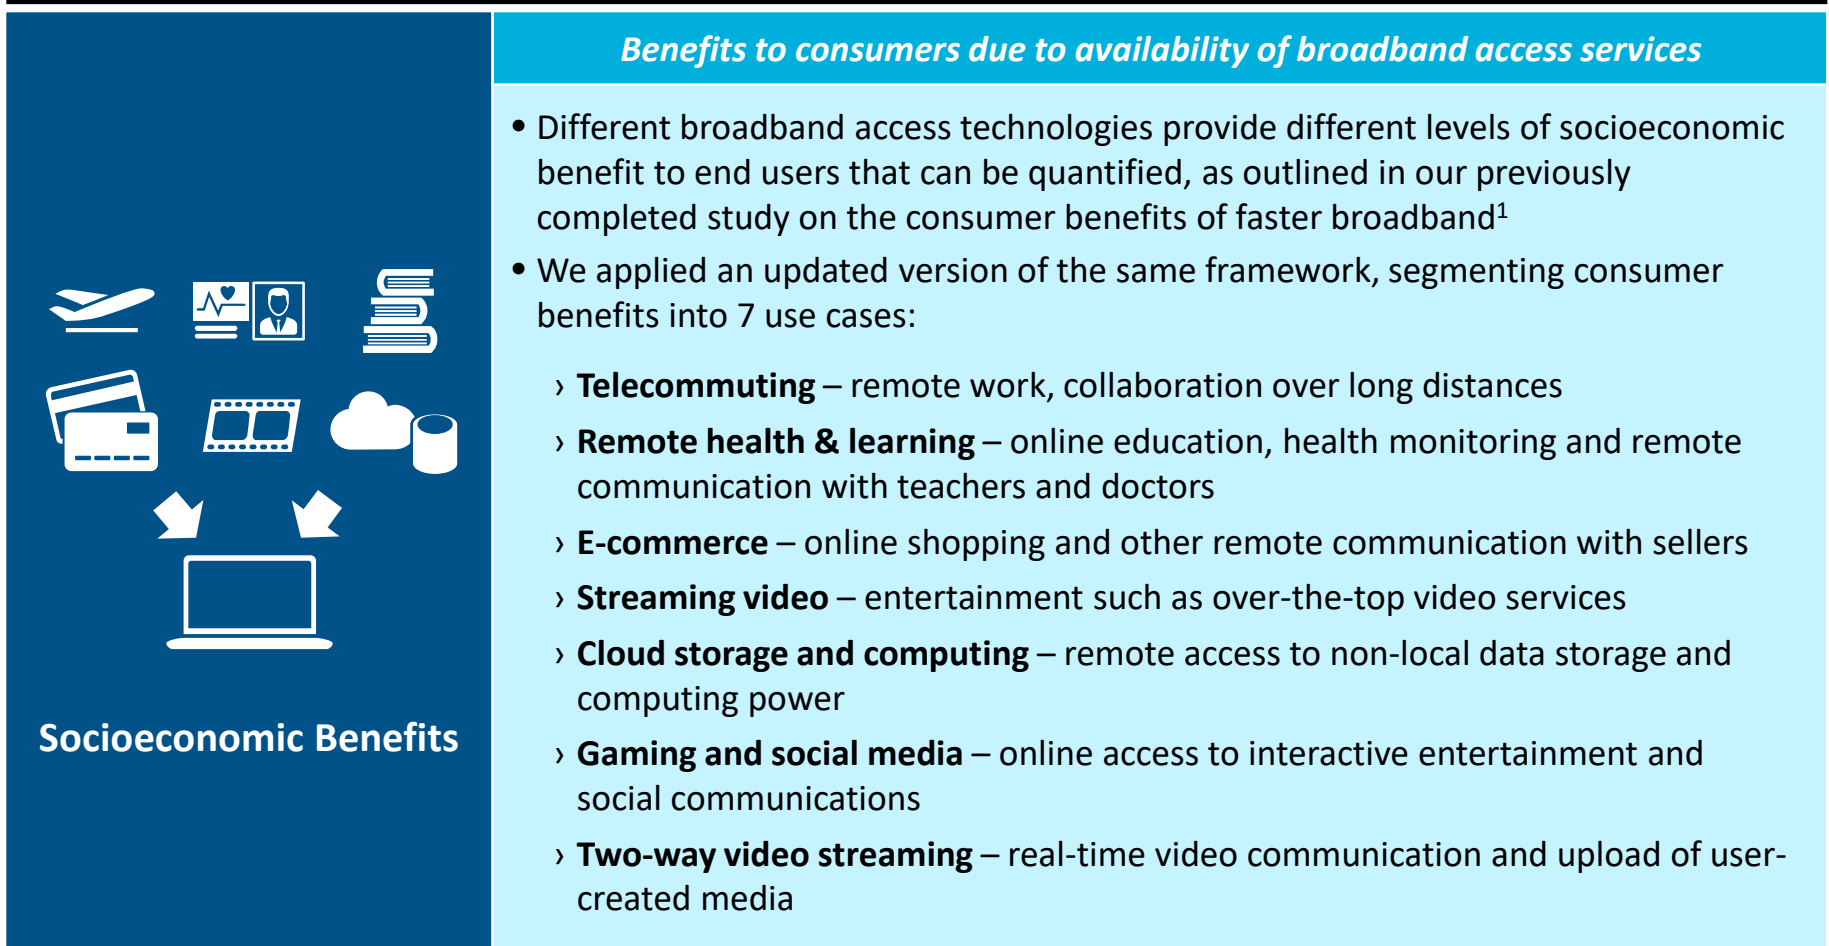 Benefits to consumers due to availability of broadband access services
• Different broadband access technologies provide different levels of socioeconomic
benefit to end users that can be quantified, as outlined in our previously
completed study on the consumer benefits of faster broadband¹
• We applied an updated version of the same framework, segmenting consumer
benefits into 7 use cases:
› Telecommuting – remote work, collaboration over long distances
› Remote health & learning – online education, health monitoring and remote
communication with teachers and doctors
› E-commerce – online shopping and other remote communication with sellers
› Streaming video – entertainment such as over-the-top video services
› Cloud storage and computing – remote access to non-local data storage and
computing power
› Gaming and social media – online access to interactive entertainment and
social communications
› Two-way video streaming – real-time video communication and upload of user-
created media
Socioeconomic Benefits